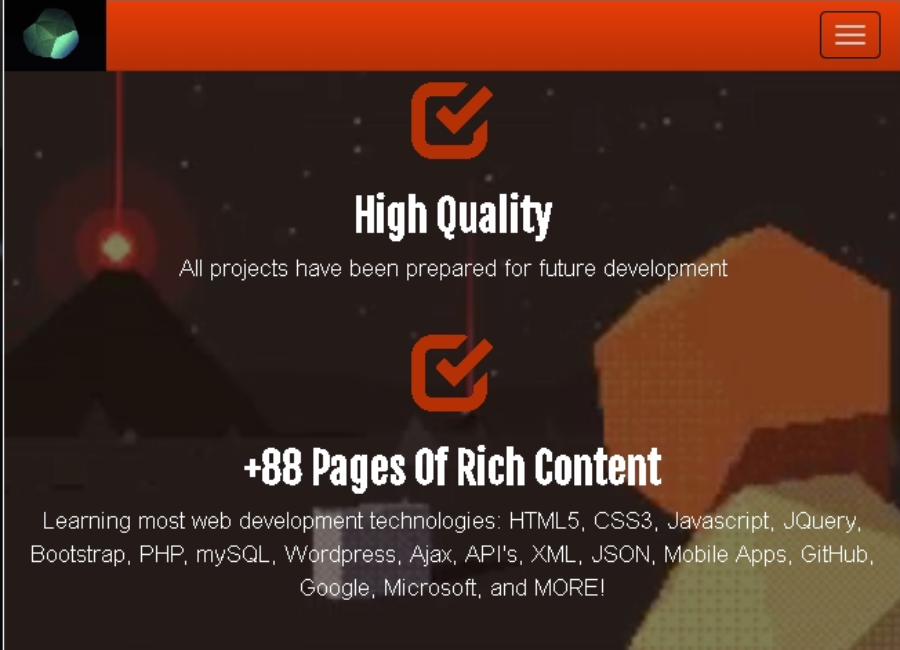 High Quality
All projects have been prepared for future development
+88 Pages Of Rich Content
Learning most web development technologies: HTML5, CSS3, Javascript, JQuery,
Bootstrap, PHP, mySQL, Wordpress, Ajax, API's, XML, JSON, Mobile Apps, GitHub,
Google, Microsoft, and MORE!